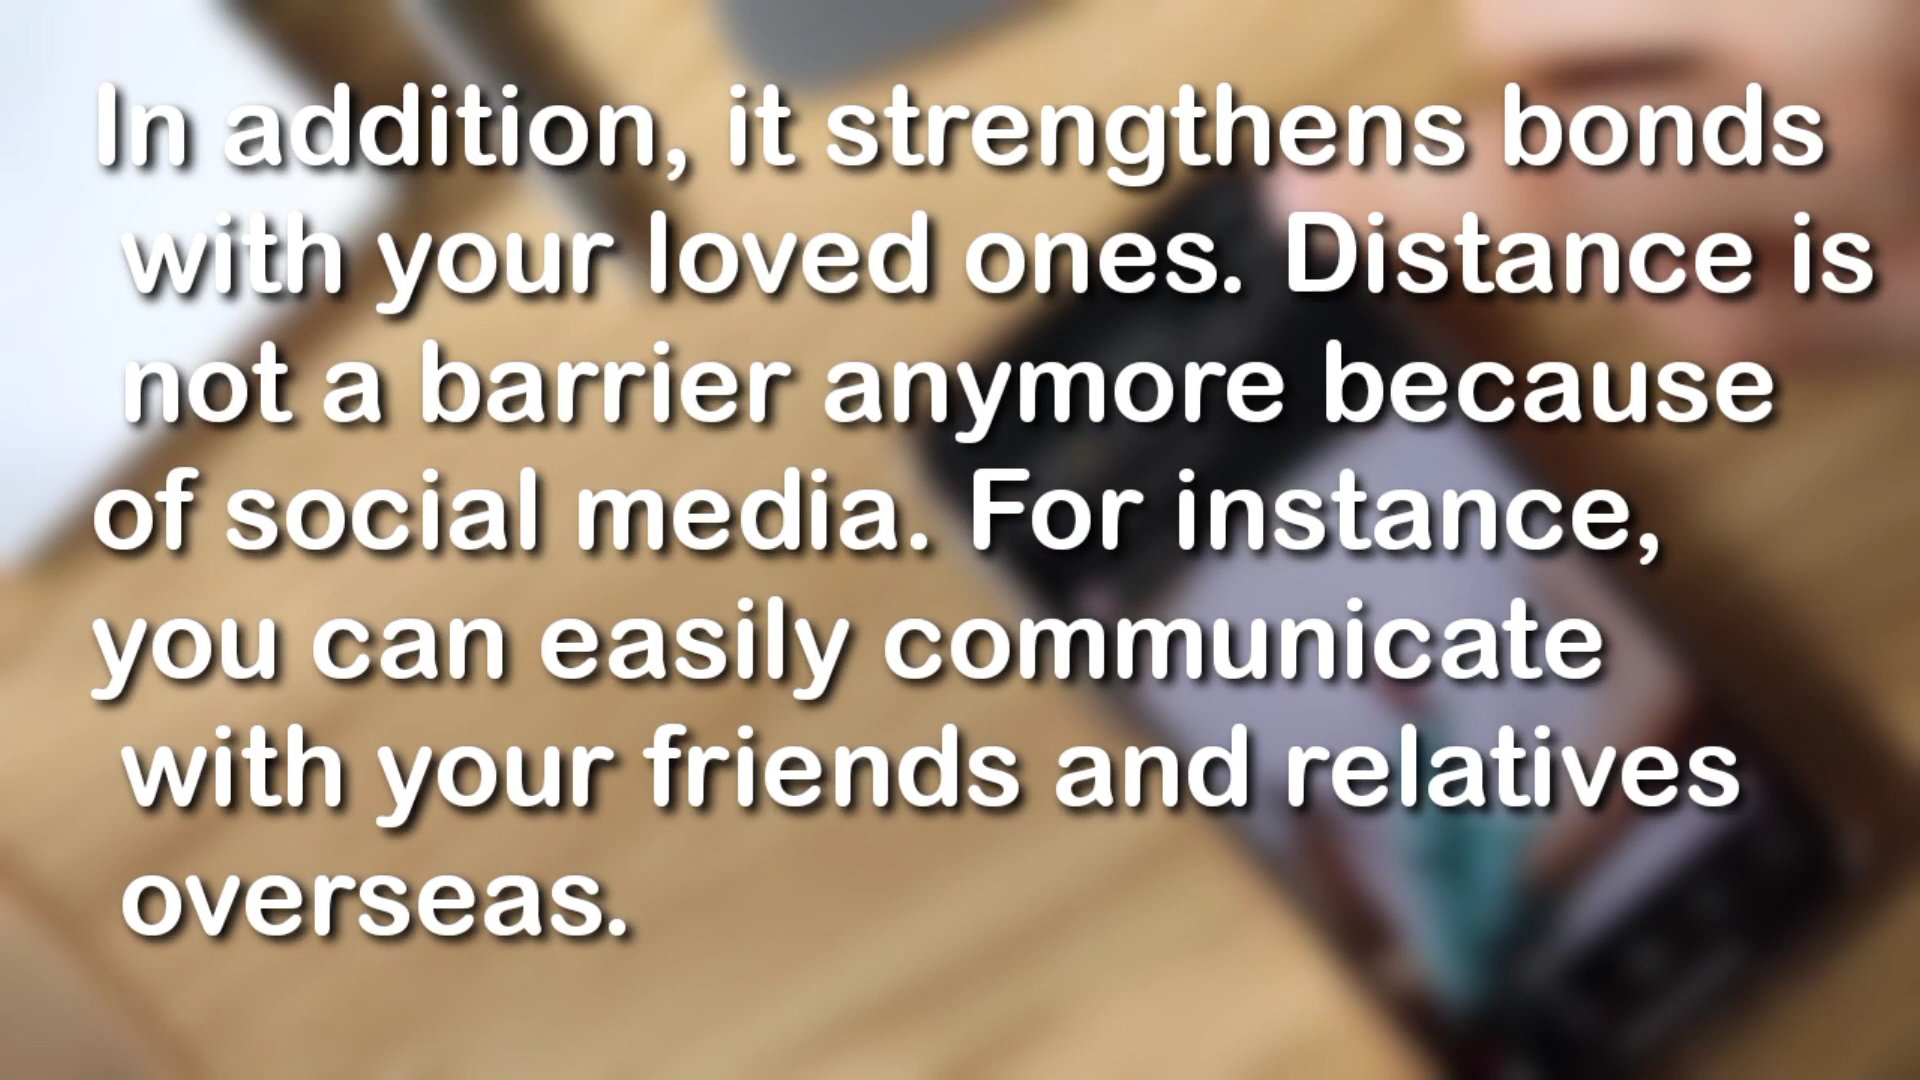 In addition, it strengthens bonds
with your loved ones. Distance is
not a barrier anymore because
of social media. For instance,
you can easily communicate
with your friends and relatives
overseas.